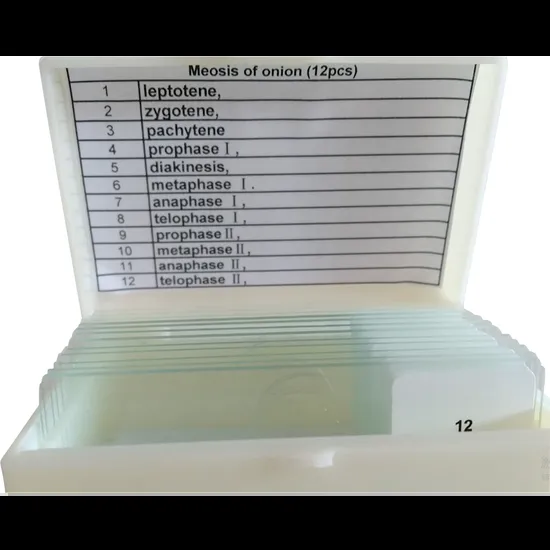 Meosis of onion (12pcs)
1 leptotene,
2 zygotene,
3 pachytene
4 prophase Ⅰ,
5 diakinesis,
6 metaphase Ⅰ.
7 anaphase Ⅰ,
8 telophase Ⅰ,
9 prophase Ⅱ,
10 metaphase Ⅱ,
11 anaphase Ⅱ,
12 telophase Ⅱ,
12